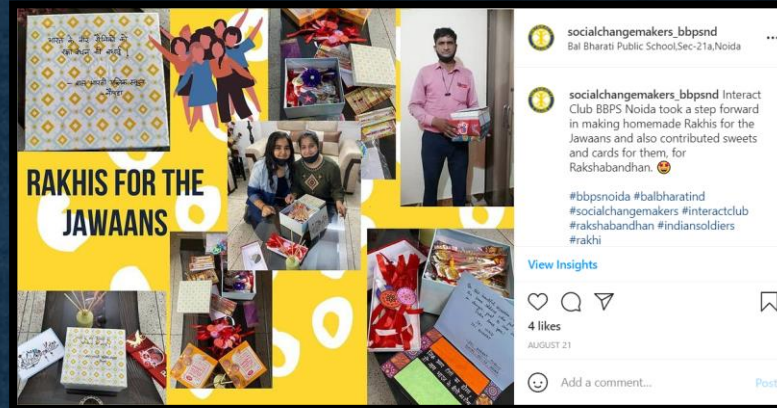 RAKHIS FOR THE
JAWAANS
socialchangemakers_bbpsnd
Bal Bharati Public School,Sec-21a,Noida
socialchangemakers_bbpsnd Interact
Club BBPS Noida took a step forward
in making homemade Rakhis for the
Jawaans and also contributed sweets
and cards for them, for
Rakshabandhan. 🤩
#bbpsnoida #balbharatind
#socialchangemakers #interactclub
#rakshabandhan #indiansoldiers
#rakhi
View Insights
4 likes
AUGUST 21
Add a comment...
Post